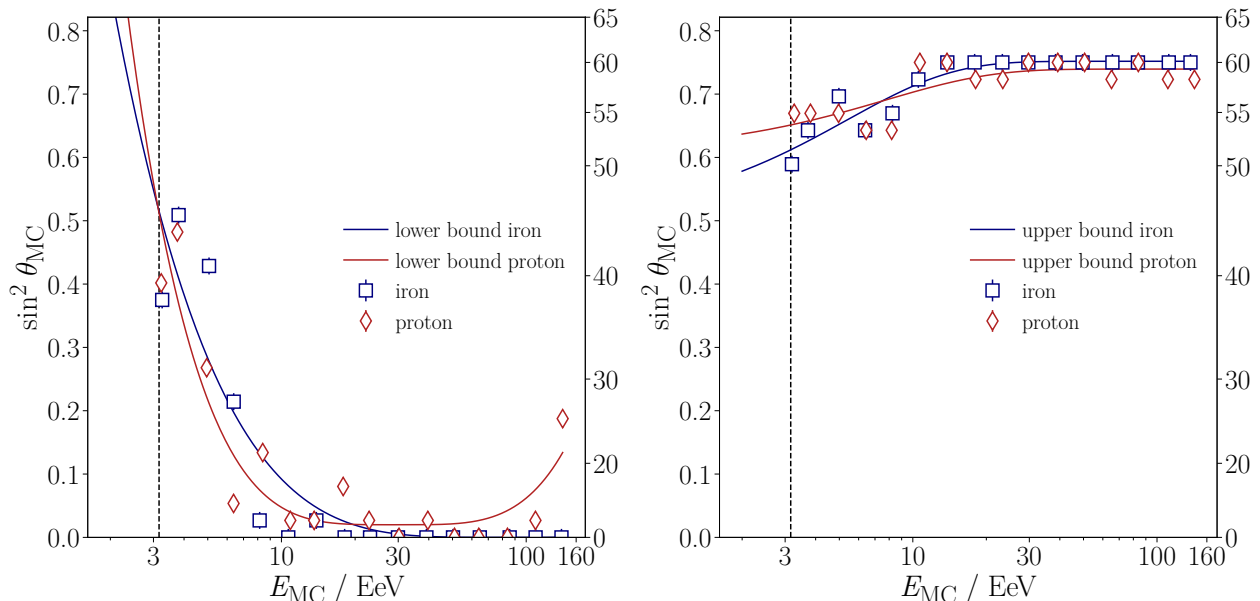 0.8
0.7
0.6
0.5
0.4
0.3
0.2
0.1
0.0
sin² θ_MC
65
60
55
50
40
30
20
0
lower bound iron
lower bound proton
iron
proton
3 10 30 100 160
E_MC / EeV
0.8
0.7
0.6
0.5
0.4
0.3
0.2
0.1
0.0
sin² θ_MC
65
60
55
50
40
30
20
0
upper bound iron
upper bound proton
iron
proton
3 10 30 100 160
E_MC / EeV